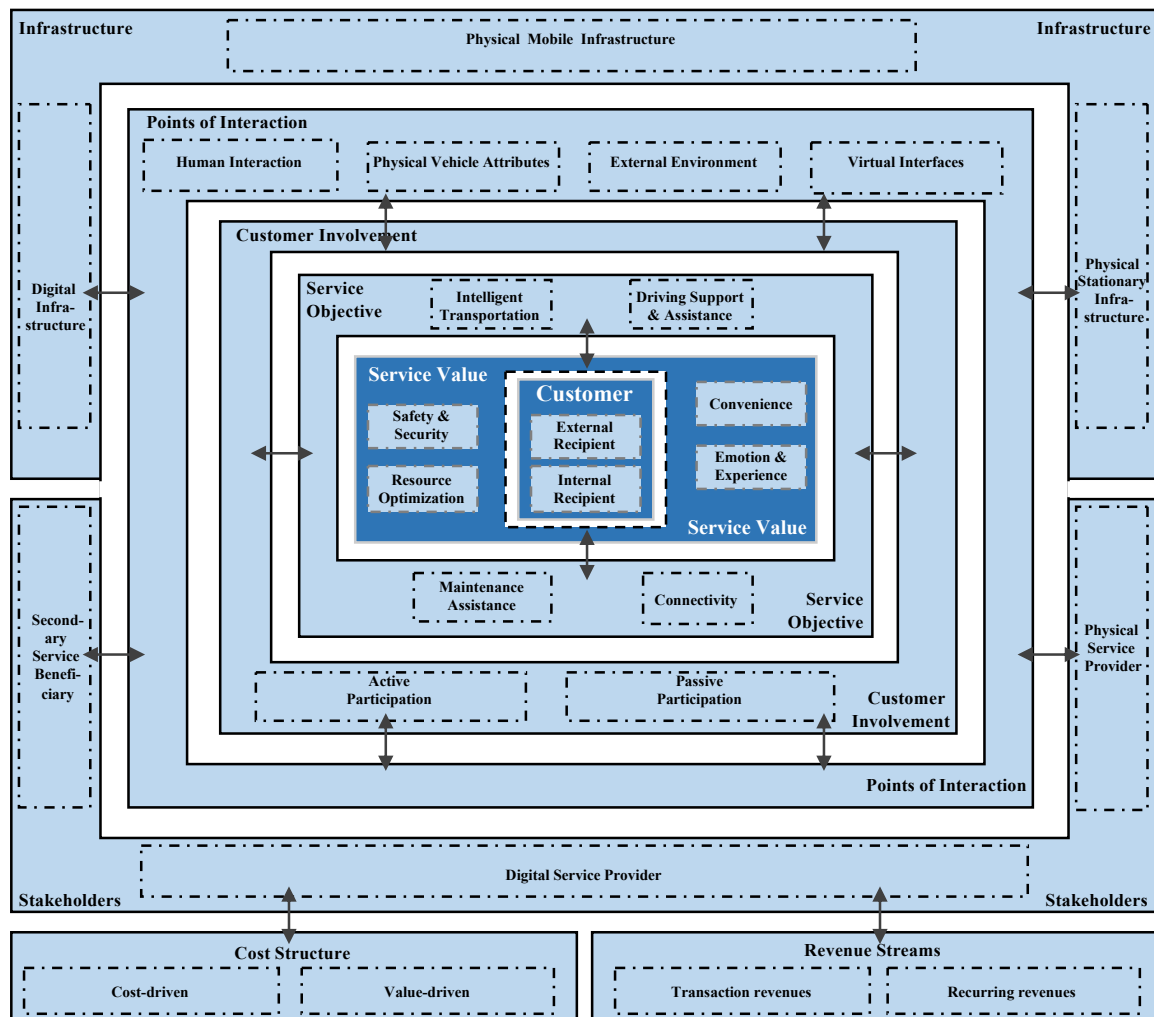 Infrastructure
Physical Mobile Infrastructure
Infrastructure
Points of Interaction
Human Interaction
Physical Vehicle Attributes
External Environment
Virtual Interfaces
Customer Involvement
Digital
Infra-
structure
Physical
Stationary
Infra-
structure
Service
Objective
Intelligent
Transportation
Driving Support
& Assistance
Service Value
Customer
Safety &
Security
External
Recipient
Convenience
Resource
Optimization
Internal
Recipient
Emotion &
Experience
Service Value
Maintenance
Assistance
Connectivity
Service
Objective
Second-
ary
Service
Benefi-
ciary
Physical
Service
Provider
Active
Participation
Passive
Participation
Customer
Involvement
Points of Interaction
Digital Service Provider
Stakeholders
Stakeholders
Cost Structure
Cost-driven
Value-driven
Revenue Streams
Transaction revenues
Recurring revenues